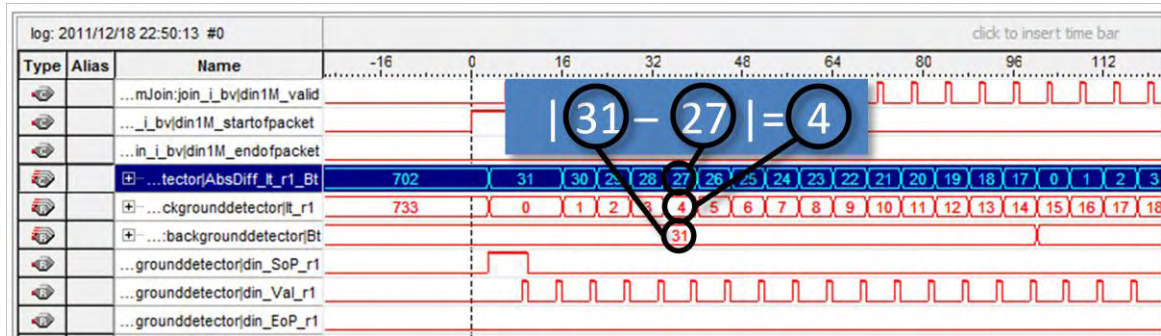 log: 2011/12/18 22:50:13 #0 click to insert time bar
Type Alias Name -16 0 16 32 48 64 80 96 112
...mJoin:join_i_bv|din1M_valid
..._i_bv|din1M_startofpacket
|31 – 27|= 4
...in_i_bv|din1M_endofpacket
...tector|AbsDiff_It_r1_Bt 702 31 30 29 28 27 26 25 24 23 22 21 20 19 18 17 0 1 2 3
...ckgrounddetector|It_r1 733 0 1 2 3 4 5 6 7 8 9 10 11 12 13 14 15 16 17 18
...:backgrounddetector|Bt 31
...grounddetector|din_SoP_r1
...grounddetector|din_Val_r1
...grounddetector|din_EoP_r1